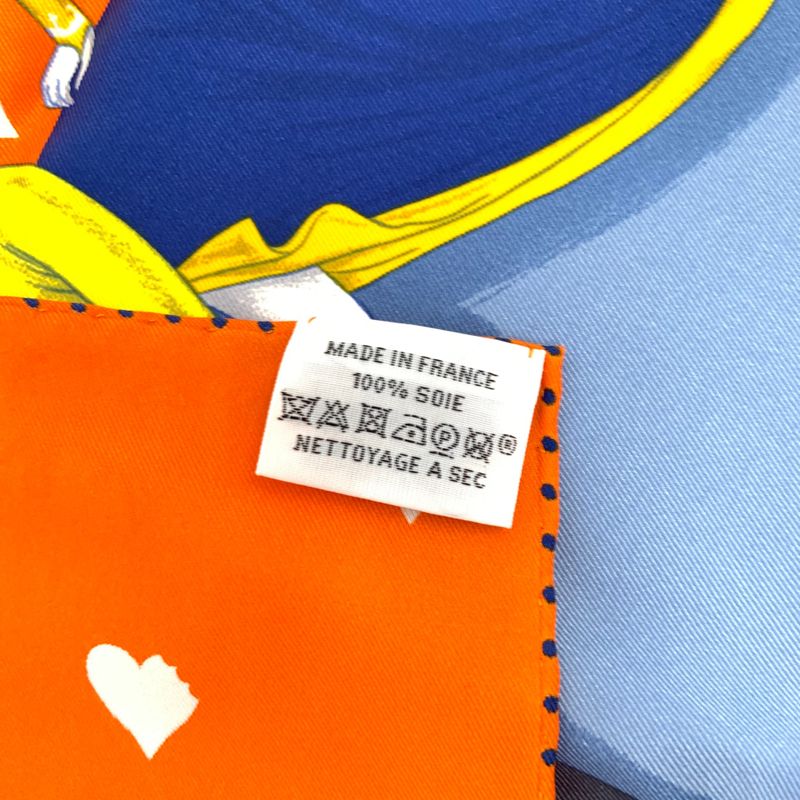 MADE IN FRANCE
100% SOIE
P W ®
NETTOYAGE A SEC